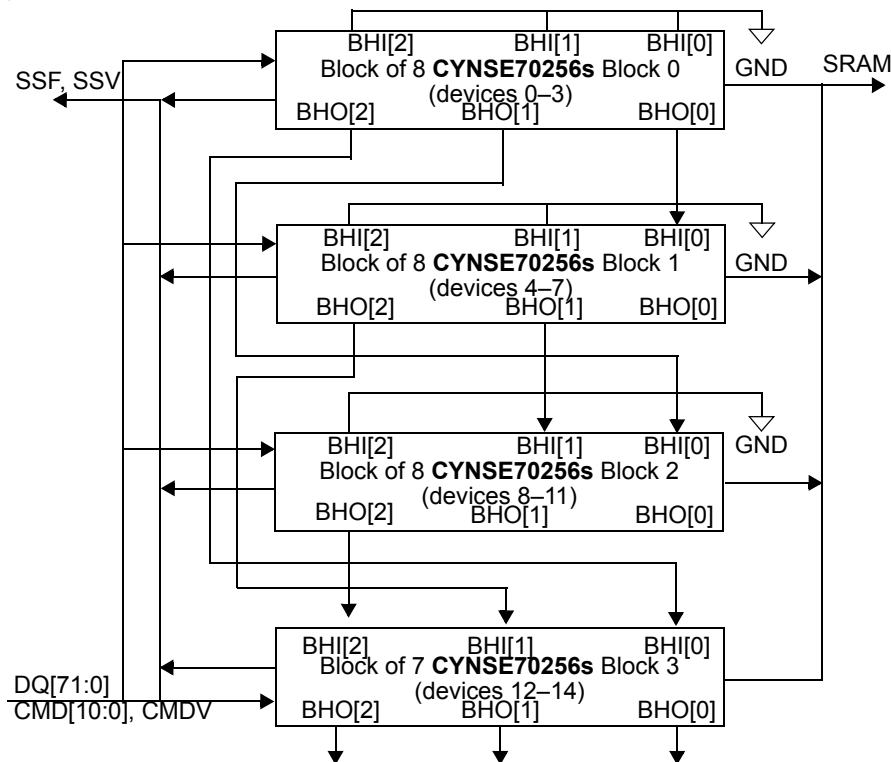 BHI[2] BHI[1] BHI[0]
Block of 8 CYNSE70256s Block 0
GND
SRAM
SSF, SSV
(devices 0–3)
BHO[2] BHO[1] BHO[0]
BHI[2] BHI[1] BHI[0]
Block of 8 CYNSE70256s Block 1
GND
(devices 4–7)
BHO[2] BHO[1] BHO[0]
BHI[2] BHI[1] BHI[0]
GND
Block of 8 CYNSE70256s Block 2
(devices 8–11)
BHO[2] BHO[1] BHO[0]
BHI[2] BHI[1] BHI[0]
Block of 7 CYNSE70256s Block 3
DQ[71:0]
(devices 12–14)
CMD[10:0], CMDV
BHO[2] BHO[1] BHO[0]